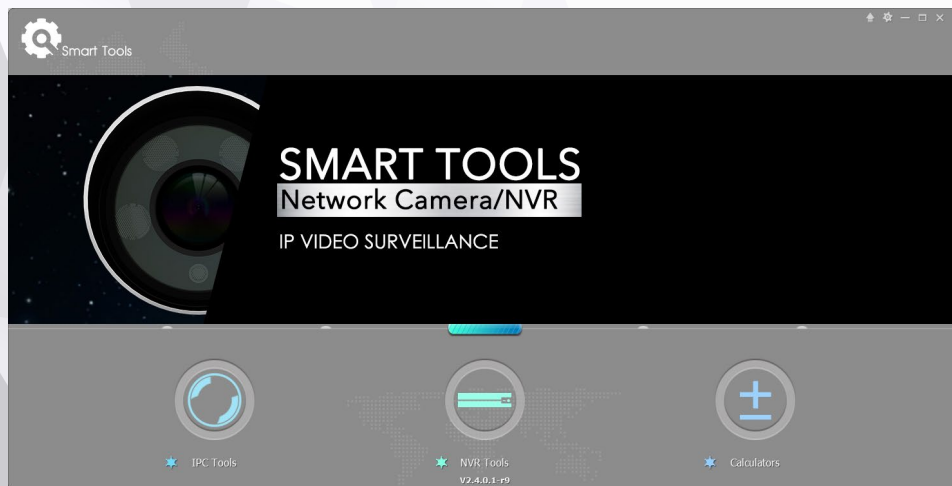 Smart Tools
SMART TOOLS
Network Camera/NVR
IP VIDEO SURVEILLANCE
IPC Tools
NVR Tools
Calculators
V2.4.0.1-r9